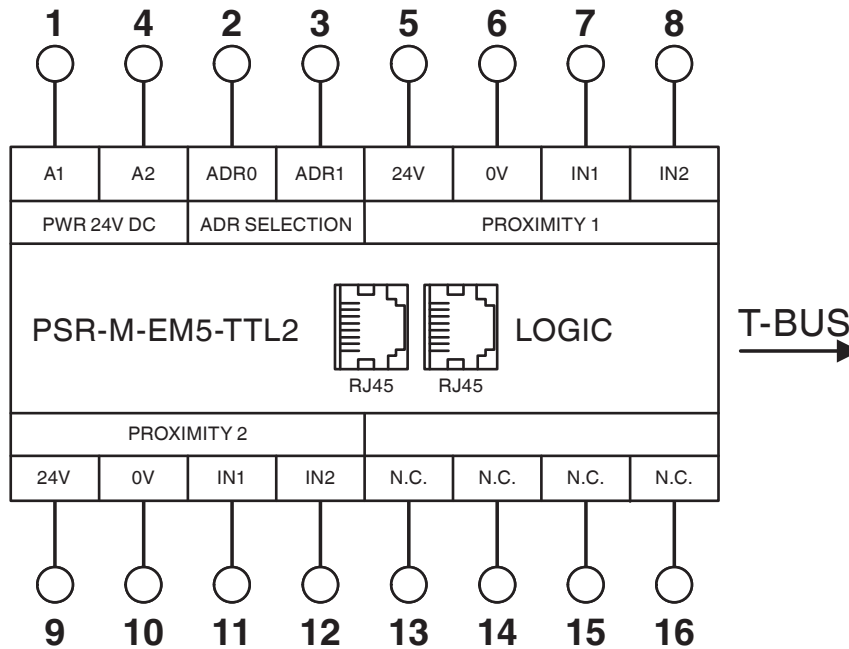 1 4 2 3 5 6 7 8
A1 A2 ADR0 ADR1 24V 0V IN1 IN2
PWR 24V DC ADR SELECTION PROXIMITY 1
PSR-M-EM5-TTL2 LOGIC T-BUS
RJ45 RJ45
PROXIMITY 2
24V 0V IN1 IN2 N.C. N.C. N.C. N.C.
9 10 11 12 13 14 15 16